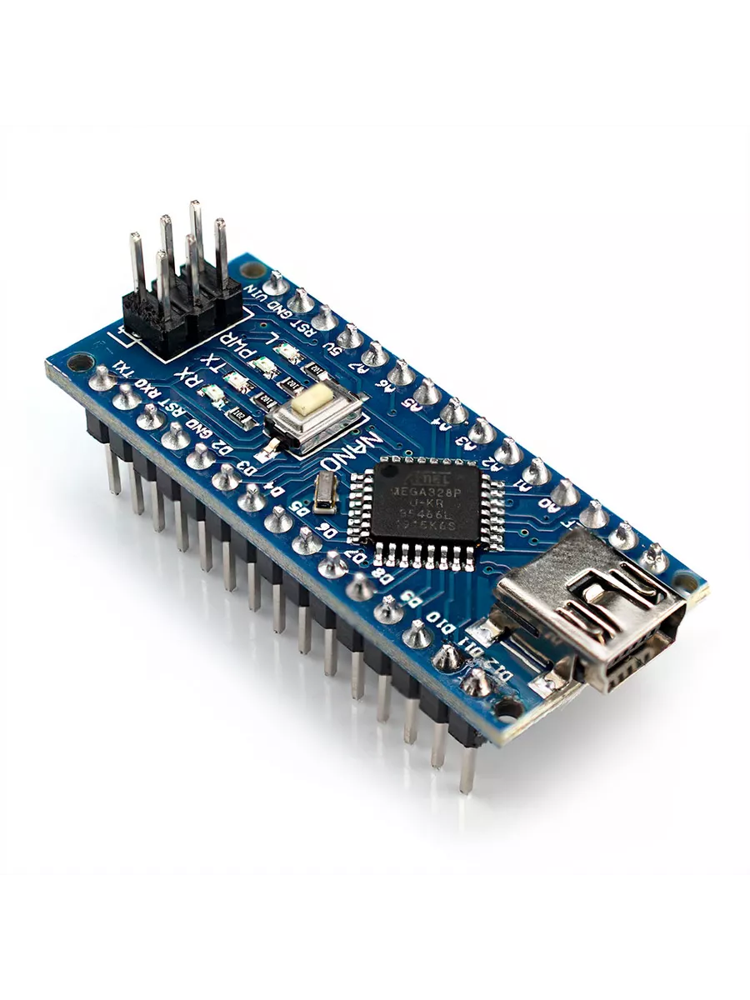 VIN
GND
RST
5V
A7
A6
A5
A4
A3
A2
A1
A0
L
PWR
TX
RX
TX1
RX0
RST
GND
D2
D3
D4
D5
D6
D7
D8
D9
D10
D11
D12
NANO
MEGA328P
U-KR